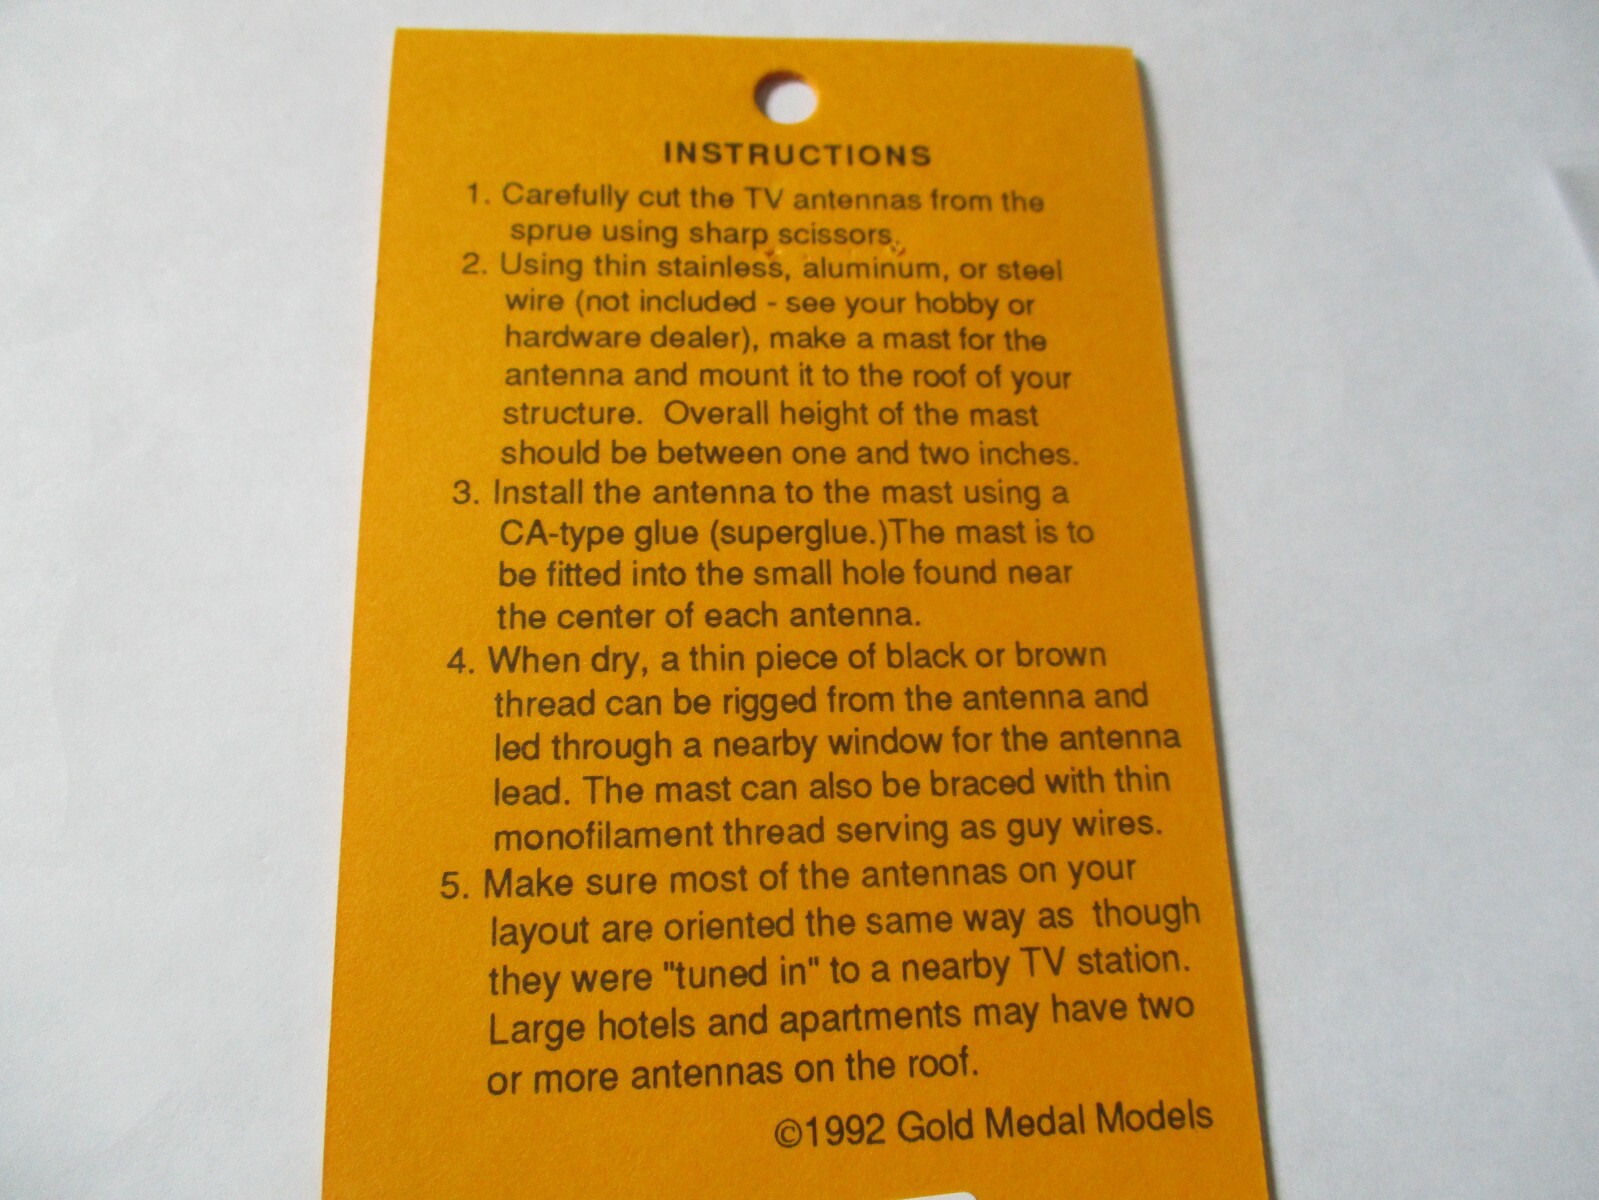 INSTRUCTIONS
1. Carefully cut the TV antennas from the
sprue using sharp scissors.
2. Using thin stainless, aluminum, or steel
wire (not included - see your hobby or
hardware dealer), make a mast for the
antenna and mount it to the roof of your
structure.  Overall height of the mast
should be between one and two inches.
3. Install the antenna to the mast using a
CA-type glue (superglue.)The mast is to
be fitted into the small hole found near
the center of each antenna.
4. When dry, a thin piece of black or brown
thread can be rigged from the antenna and
led through a nearby window for the antenna
lead. The mast can also be braced with thin
monofilament thread serving as guy wires.
5. Make sure most of the antennas on your
layout are oriented the same way as  though
they were "tuned in" to a nearby TV station.
Large hotels and apartments may have two
or more antennas on the roof.
©1992 Gold Medal Models